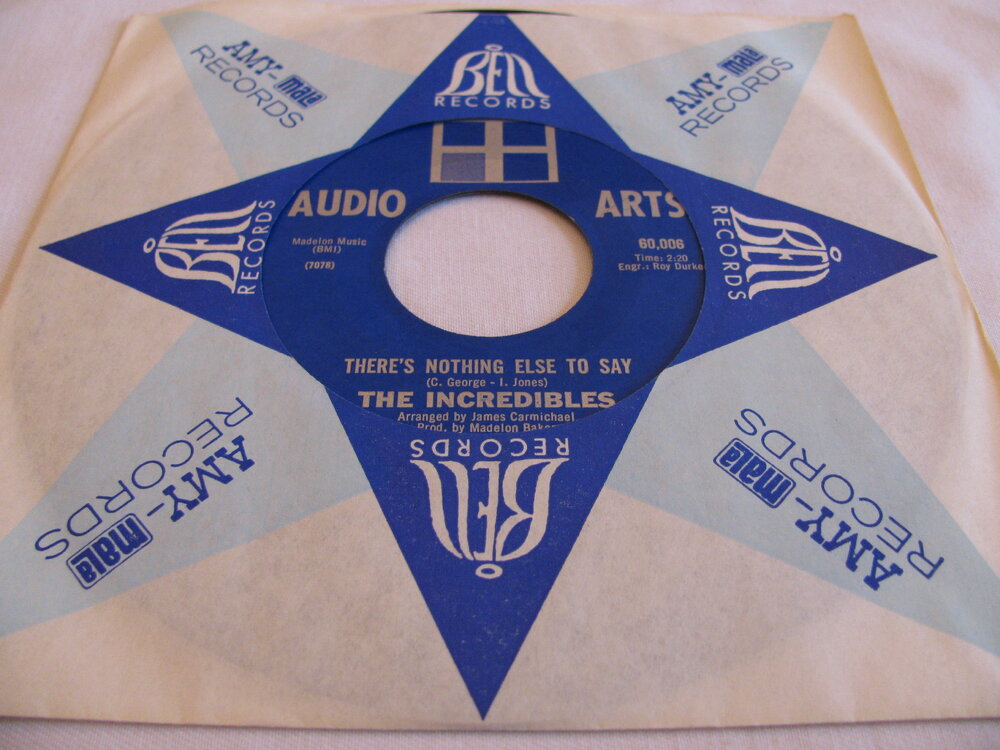 BELL
RECORDS
AMY-mala
RECORDS
AMY-mala
RECORDS
BELL
RECORDS
BELL
RECORDS
AUDIO ARTS
Madelon Music
(BMI)
(7078)
60,006
Time: 2:20
Engr.: Roy Durke
THERE'S NOTHING ELSE TO SAY
(C. George - I. Jones)
THE INCREDIBLES
Arranged by James Carmichael
Prod. by Madelon Baker
BELL
RECORDS
AMY-mala
RECORDS
AMY-mala
RECORDS